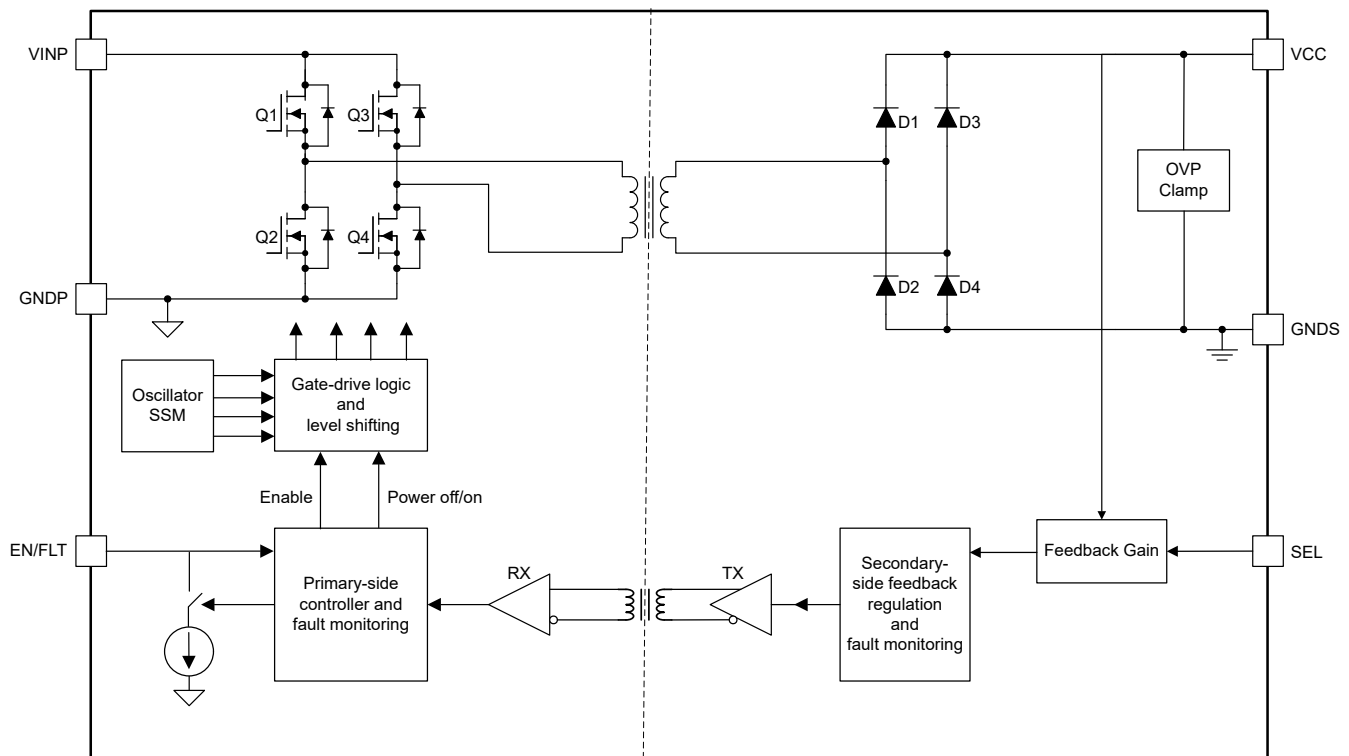 VINP
VCC
Q1
Q3
D1
D3
OVP
Clamp
Q2
Q4
D2
D4
GNDP
GNDS
Oscillator
SSM
Gate-drive logic
and
level shifting
Enable
Power off/on
EN/FLT
Primary-side
controller and
fault monitoring
RX
TX
Secondary-
side feedback
regulation
and
fault monitoring
Feedback Gain
SEL